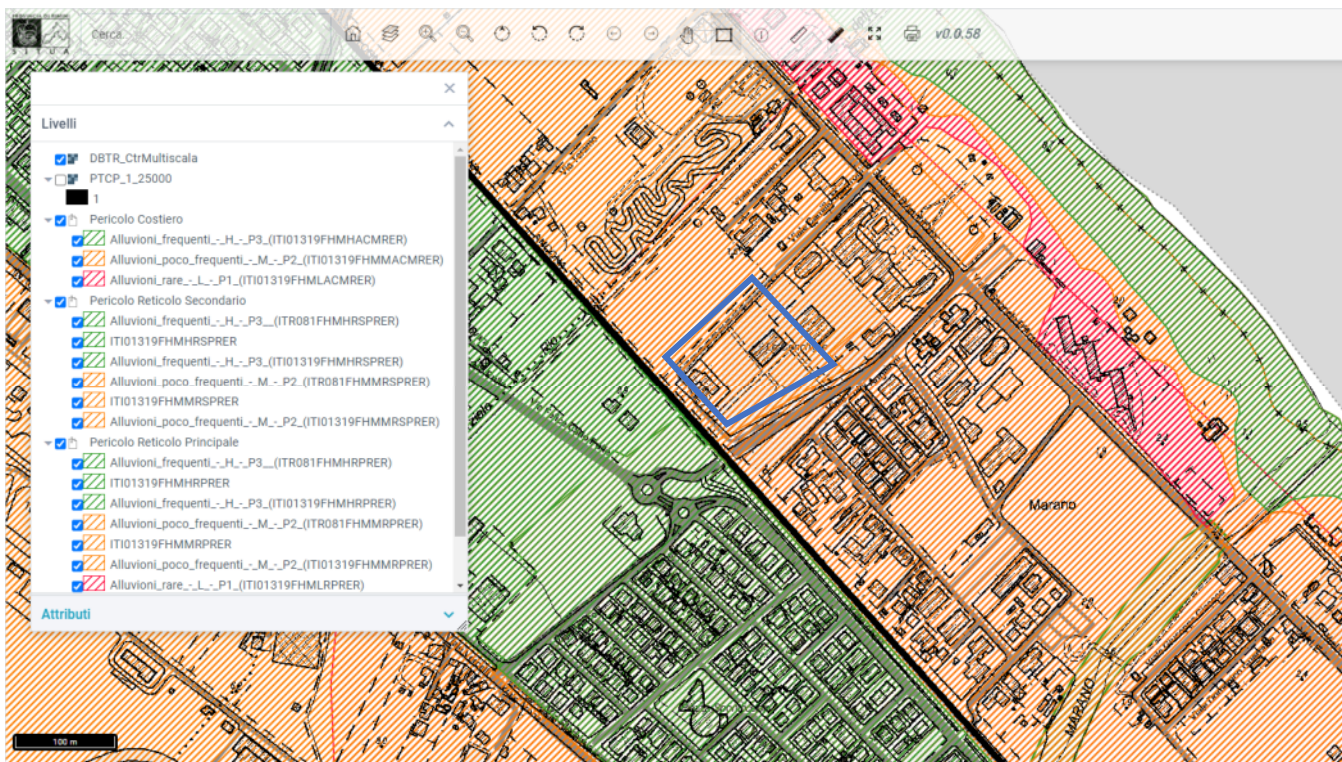 SITUA
Cerca
v0.0.58
Livelli
DBTR_CtrMultiscala
PTCP_1_25000
1
Pericolo Costiero
Alluvioni_frequenti_-_H_-_P3_(ITI01319FHMHACMRER)
Alluvioni_poco_frequenti_-_M_-_P2_(ITI01319FHMMACMRER)
Alluvioni_rare_-_L_-_P1_(ITI01319FHMLACMRER)
Pericolo Reticolo Secondario
Alluvioni_frequenti_-_H_-_P3__(ITR081FHMHRSPRER)
ITI01319FHMHRSPRER
Alluvioni_frequenti_-_H_-_P3_(ITI01319FHMHRSPRER)
Alluvioni_poco_frequenti_-_M_-_P2_(ITR081FHMMRSPRER)
ITI01319FHMMRSPRER
Alluvioni_poco_frequenti_-_M_-_P2_(ITI01319FHMMRSPRER)
Pericolo Reticolo Principale
Alluvioni_frequenti_-_H_-_P3__(ITR081FHMHRPRER)
ITI01319FHMHRPRER
Alluvioni_frequenti_-_H_-_P3_(ITI01319FHMHRPRER)
Alluvioni_poco_frequenti_-_M_-_P2_(ITR081FHMMRPRER)
ITI01319FHMMRPRER
Alluvioni_poco_frequenti_-_M_-_P2_(ITI01319FHMMRPRER)
Alluvioni_rare_-_L_-_P1_(ITI01319FHMLRPRER)
Attributi
Marano
MARANO
100 m